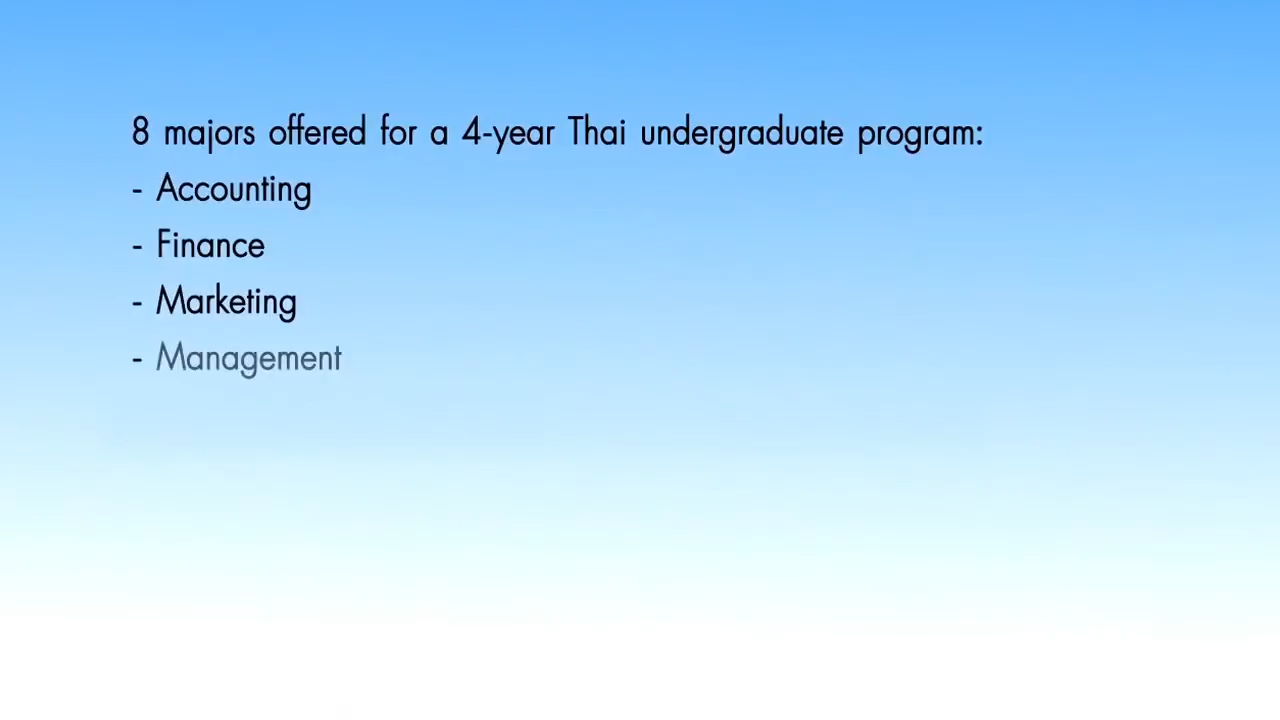 8 majors offered for a 4-year Thai undergraduate program:
- Accounting
- Finance
- Marketing
- Management